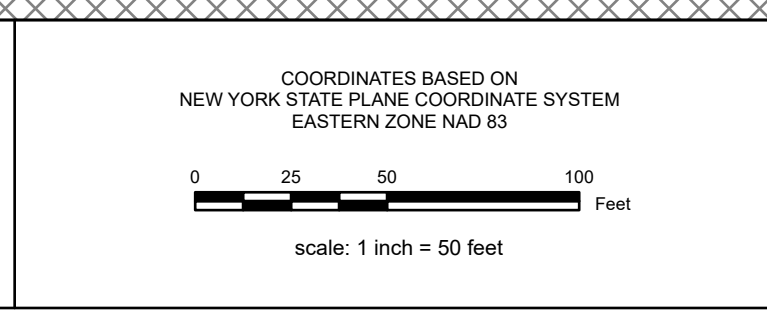 COORDINATES BASED ON
NEW YORK STATE PLANE COORDINATE SYSTEM
EASTERN ZONE NAD 83
0 25 50 100
Feet
scale: 1 inch = 50 feet